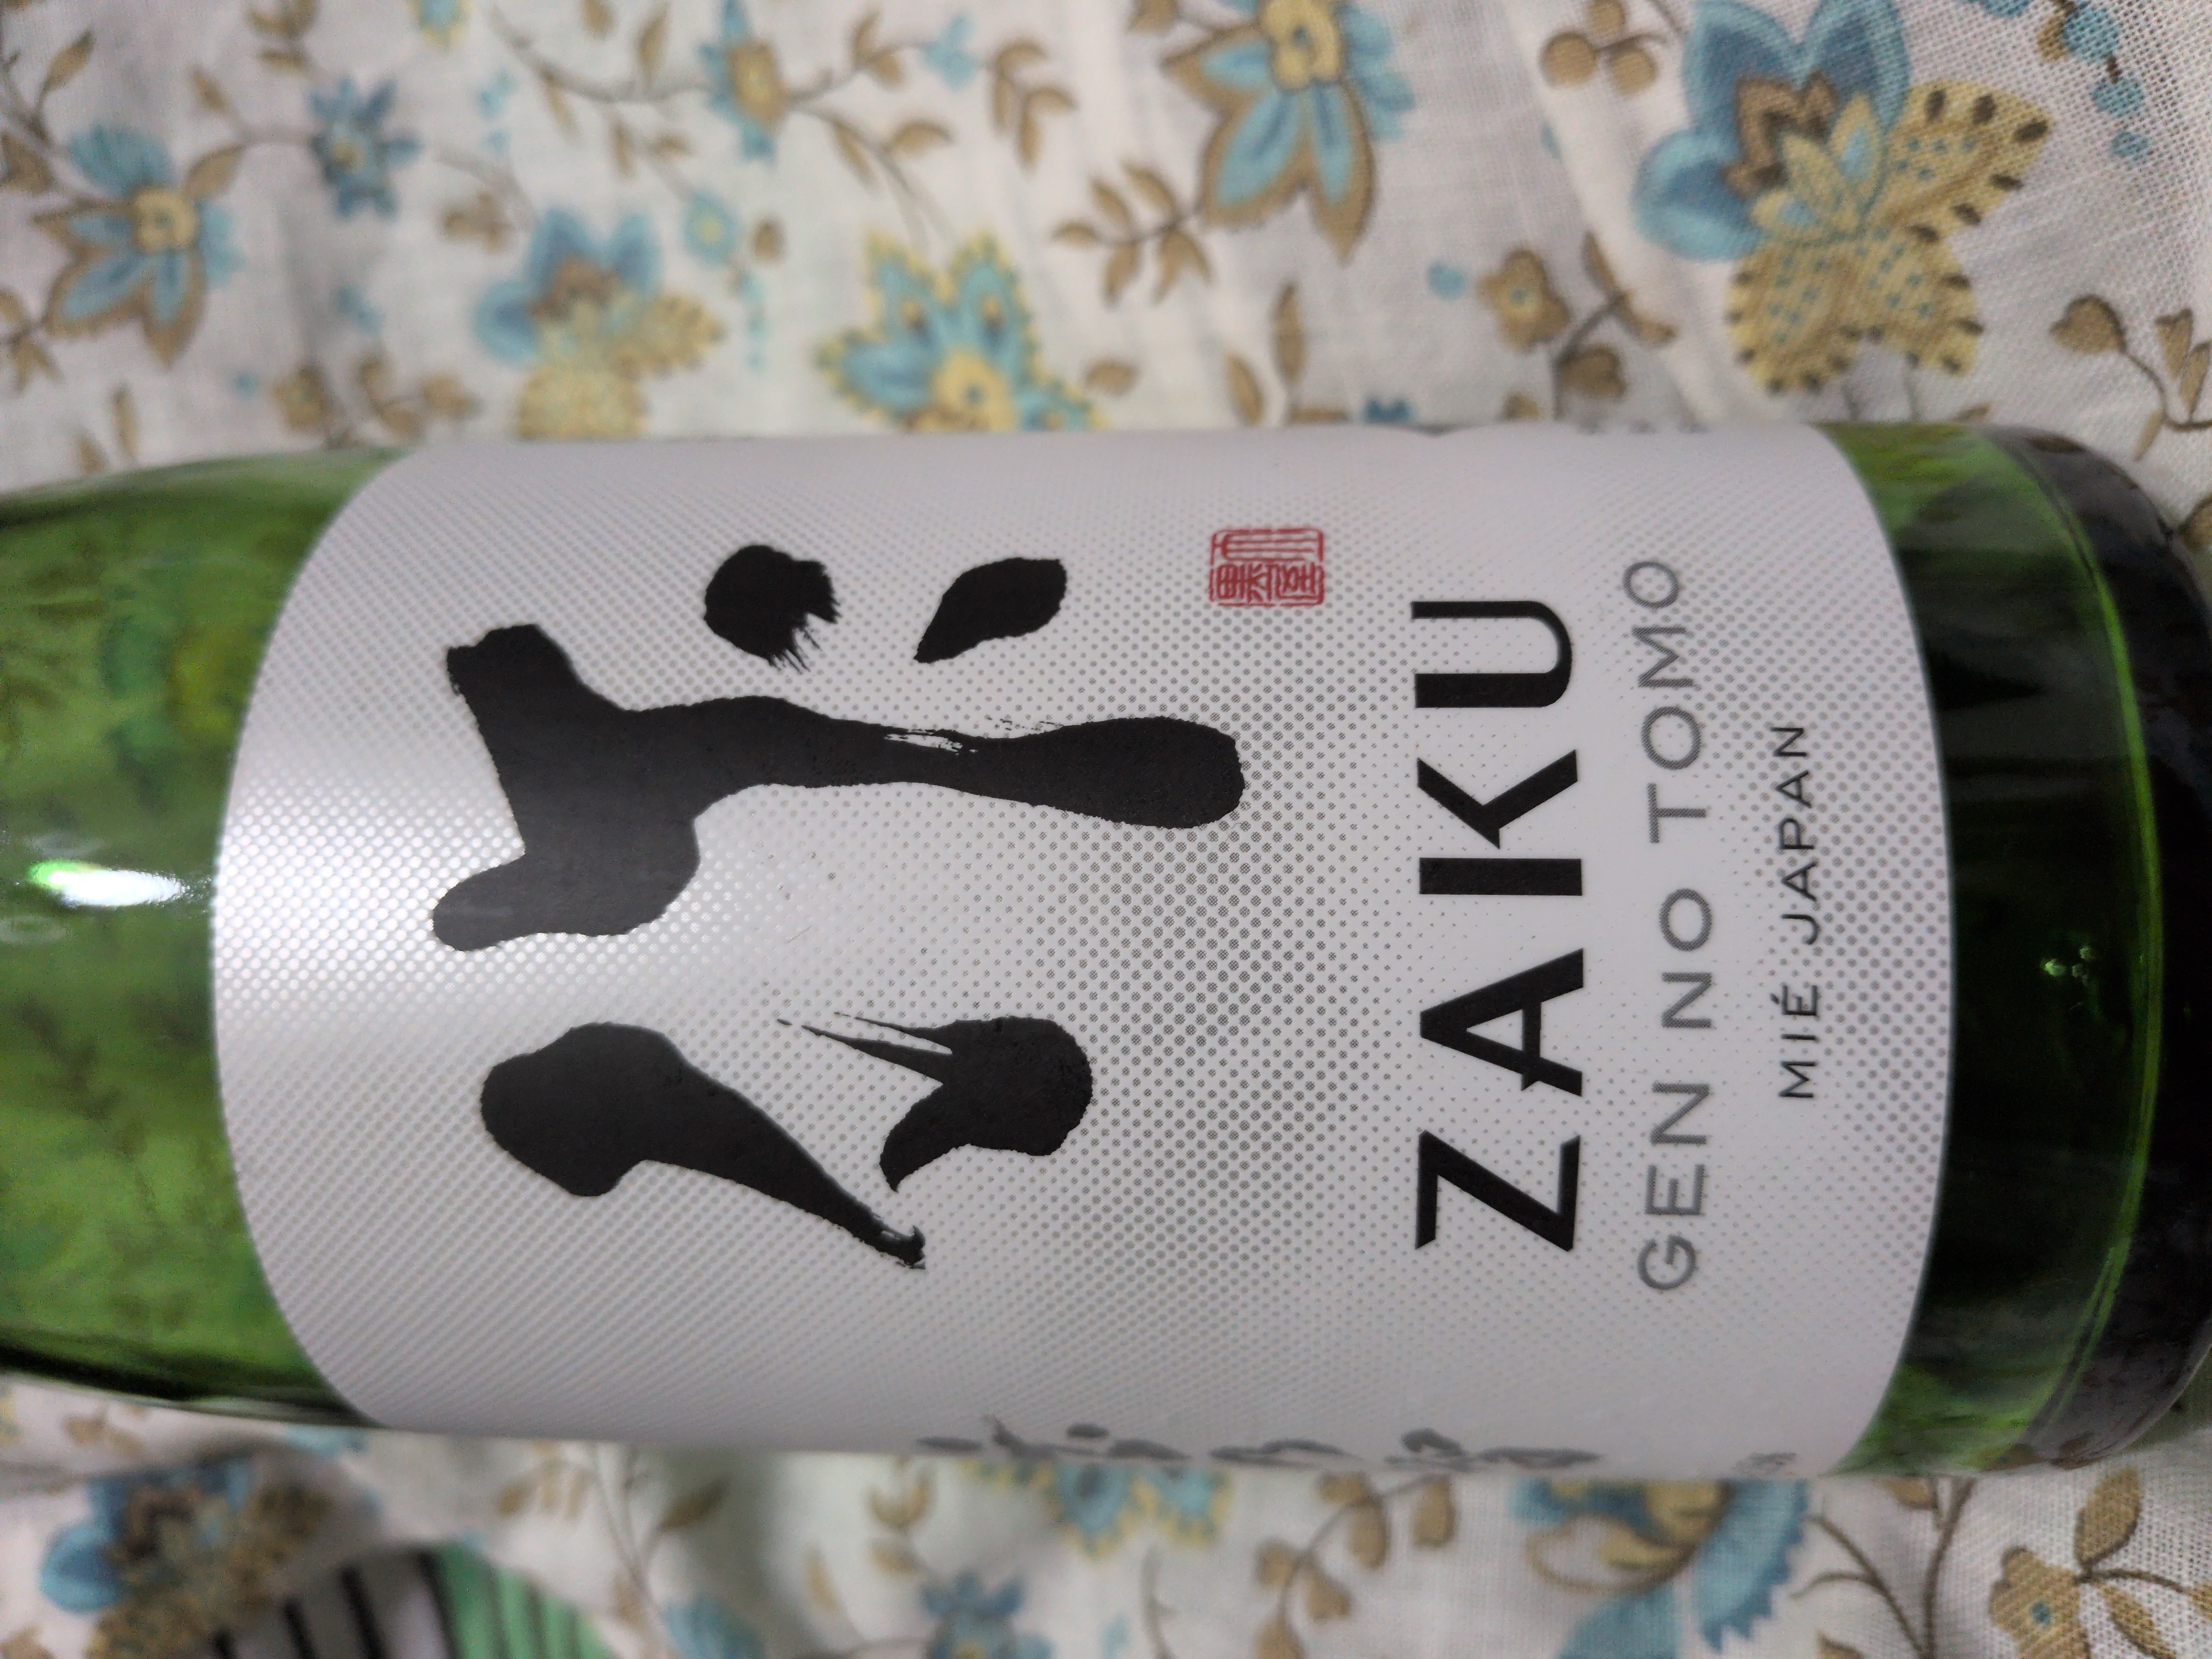 作
ZAKU
GEN NO TOMO
MIÉ JAPAN